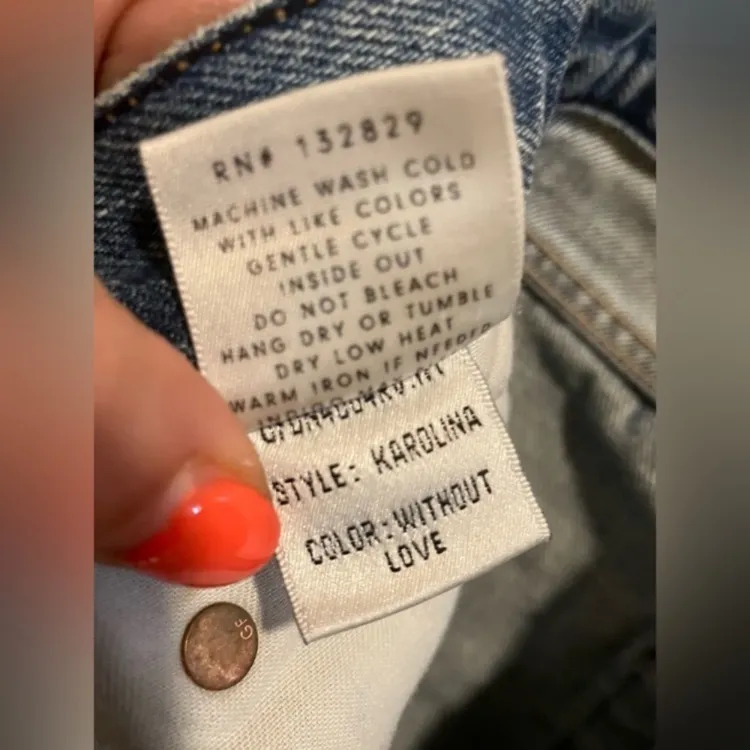 RN# 132829
MACHINE WASH COLD
WITH LIKE COLORS
GENTLE CYCLE
INSIDE OUT
DO NOT BLEACH
HANG DRY OR TUMBLE
DRY LOW HEAT
WARM IRON IF NEEDED
STYLE: KAROLINA
COLOR:WITHOUT
LOVE
GF